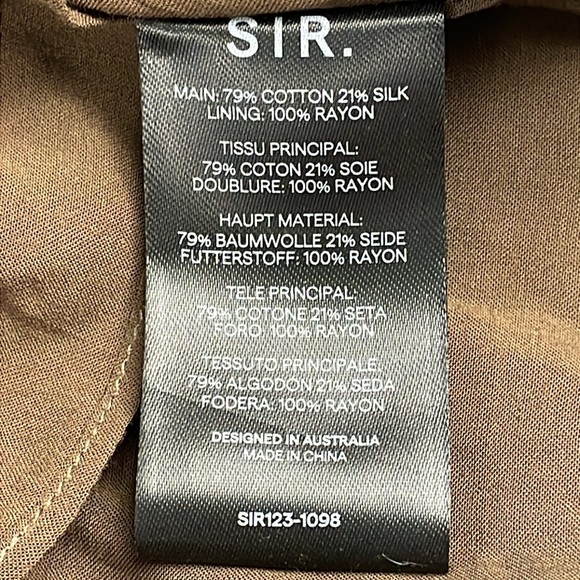 SIR.
MAIN: 79% COTTON 21% SILK
LINING: 100% RAYON
TISSU PRINCIPAL:
79% COTON 21% SOIE
DOUBLURE: 100% RAYON
HAUPT MATERIAL:
79% BAUMWOLLE 21% SEIDE
FUTTERSTOFF: 100% RAYON
TELE PRINCIPAL:
79% COTONE 21% SETA
FORO: 100% RAYON
TESSUTO PRINCIPALE:
79% ALGODON 21% SEDA
FODERA: 100% RAYON
DESIGNED IN AUSTRALIA
MADE IN CHINA
SIR123-1098